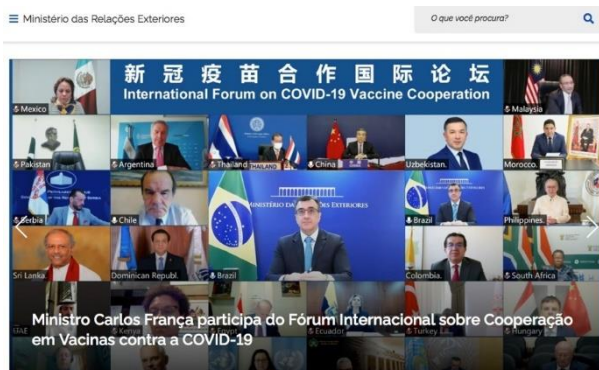 Ministério das Relações Exteriores
O que você procura?
新冠疫苗合作国际论坛
International Forum on COVID-19 Vaccine Cooperation
Mexico
Malaysia
Pakistan
Argentina
Thailand
THAILAND
China
Uzbekistan.
Morocco.
Serbia
Chile
MINISTÉRIO DAS RELAÇÕES EXTERIORES
Brazil
Philippines.
Sri Lanka
Dominican Republ.
Brazil
Colombia.
South Africa
UAE
Kenya
Egypt
Ecuador
Turkey
Hungary
Ministro Carlos França participa do Fórum Internacional sobre Cooperação
em Vacinas contra a COVID-19